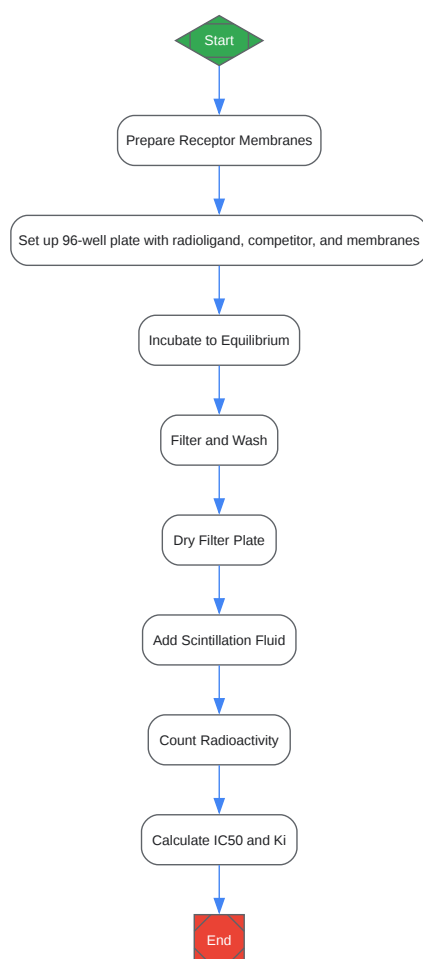 Start
Prepare Receptor Membranes
Set up 96-well plate with radioligand, competitor, and membranes
Incubate to Equilibrium
Filter and Wash
Dry Filter Plate
Add Scintillation Fluid
Count Radioactivity
Calculate IC50 and Ki
End